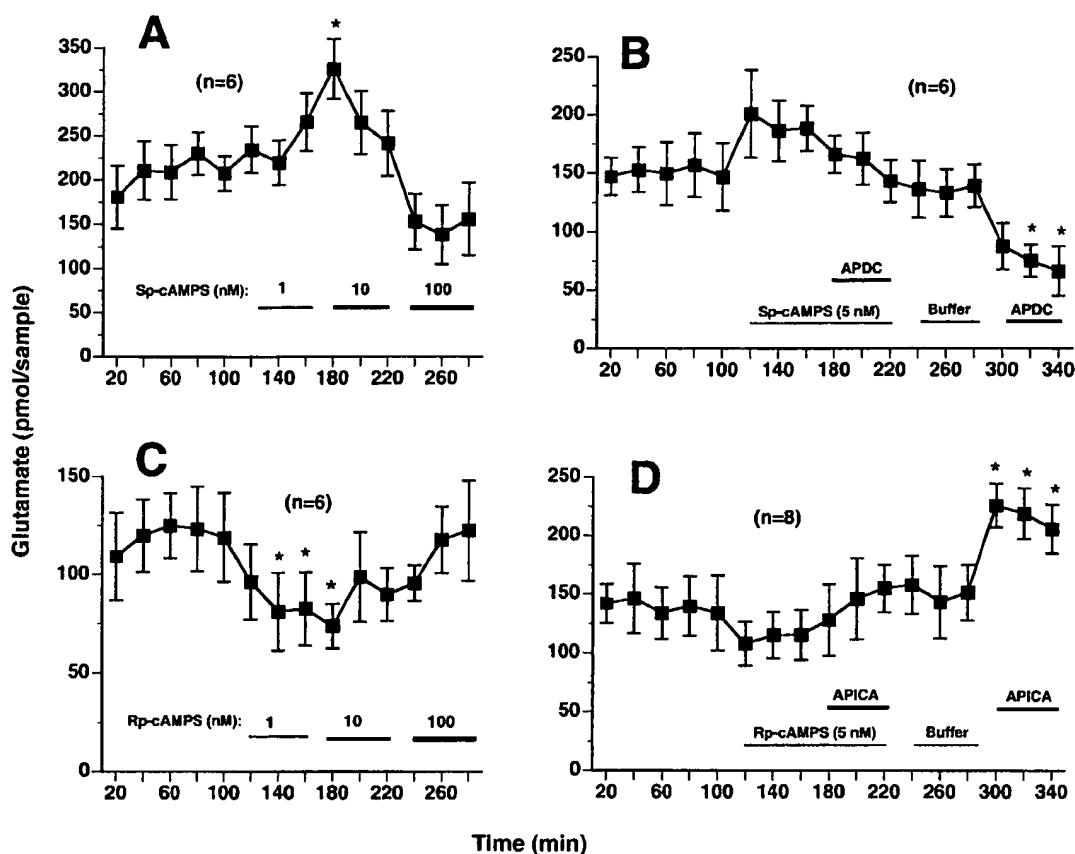 A
*
350
300
250
200
150
100
50
0
(n=6)
Sp-cAMPS (nM): 1 10 100
20 60 100 140 180 220 260
B
250
200
150
100
50
0
(n=6)
* *
APDC
Sp-cAMPS (5 nM) Buffer APDC
20 60 100 140 180 220 260 300 340
Glutamate (pmol/sample)
C
150
100
50
0
(n=6)
* * *
Rp-cAMPS (nM): 1 10 100
20 60 100 140 180 220 260
D
250
200
150
100
50
0
(n=8)
* * *
APICA APICA
Rp-cAMPS (5 nM) Buffer
20 60 100 140 180 220 260 300 340
Time (min)